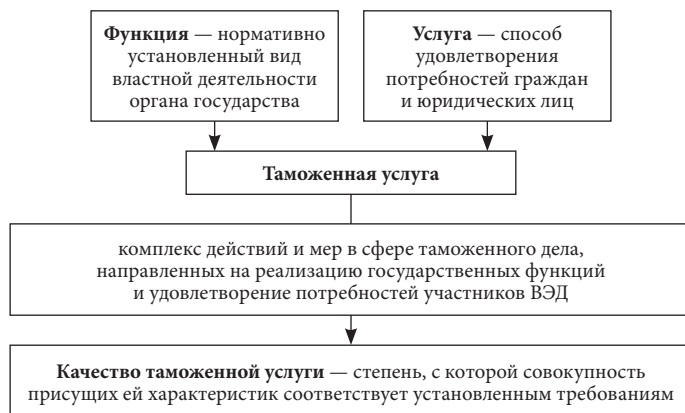 Функция — нормативно
установленный вид
властной деятельности
органа государства
Услуга — способ
удовлетворения
потребностей граждан
и юридических лиц
Таможенная услуга
комплекс действий и мер в сфере таможенного дела,
направленных на реализацию государственных функций
и удовлетворение потребностей участников ВЭД
Качество таможенной услуги — степень, с которой совокупность
присущих ей характеристик соответствует установленным требованиям